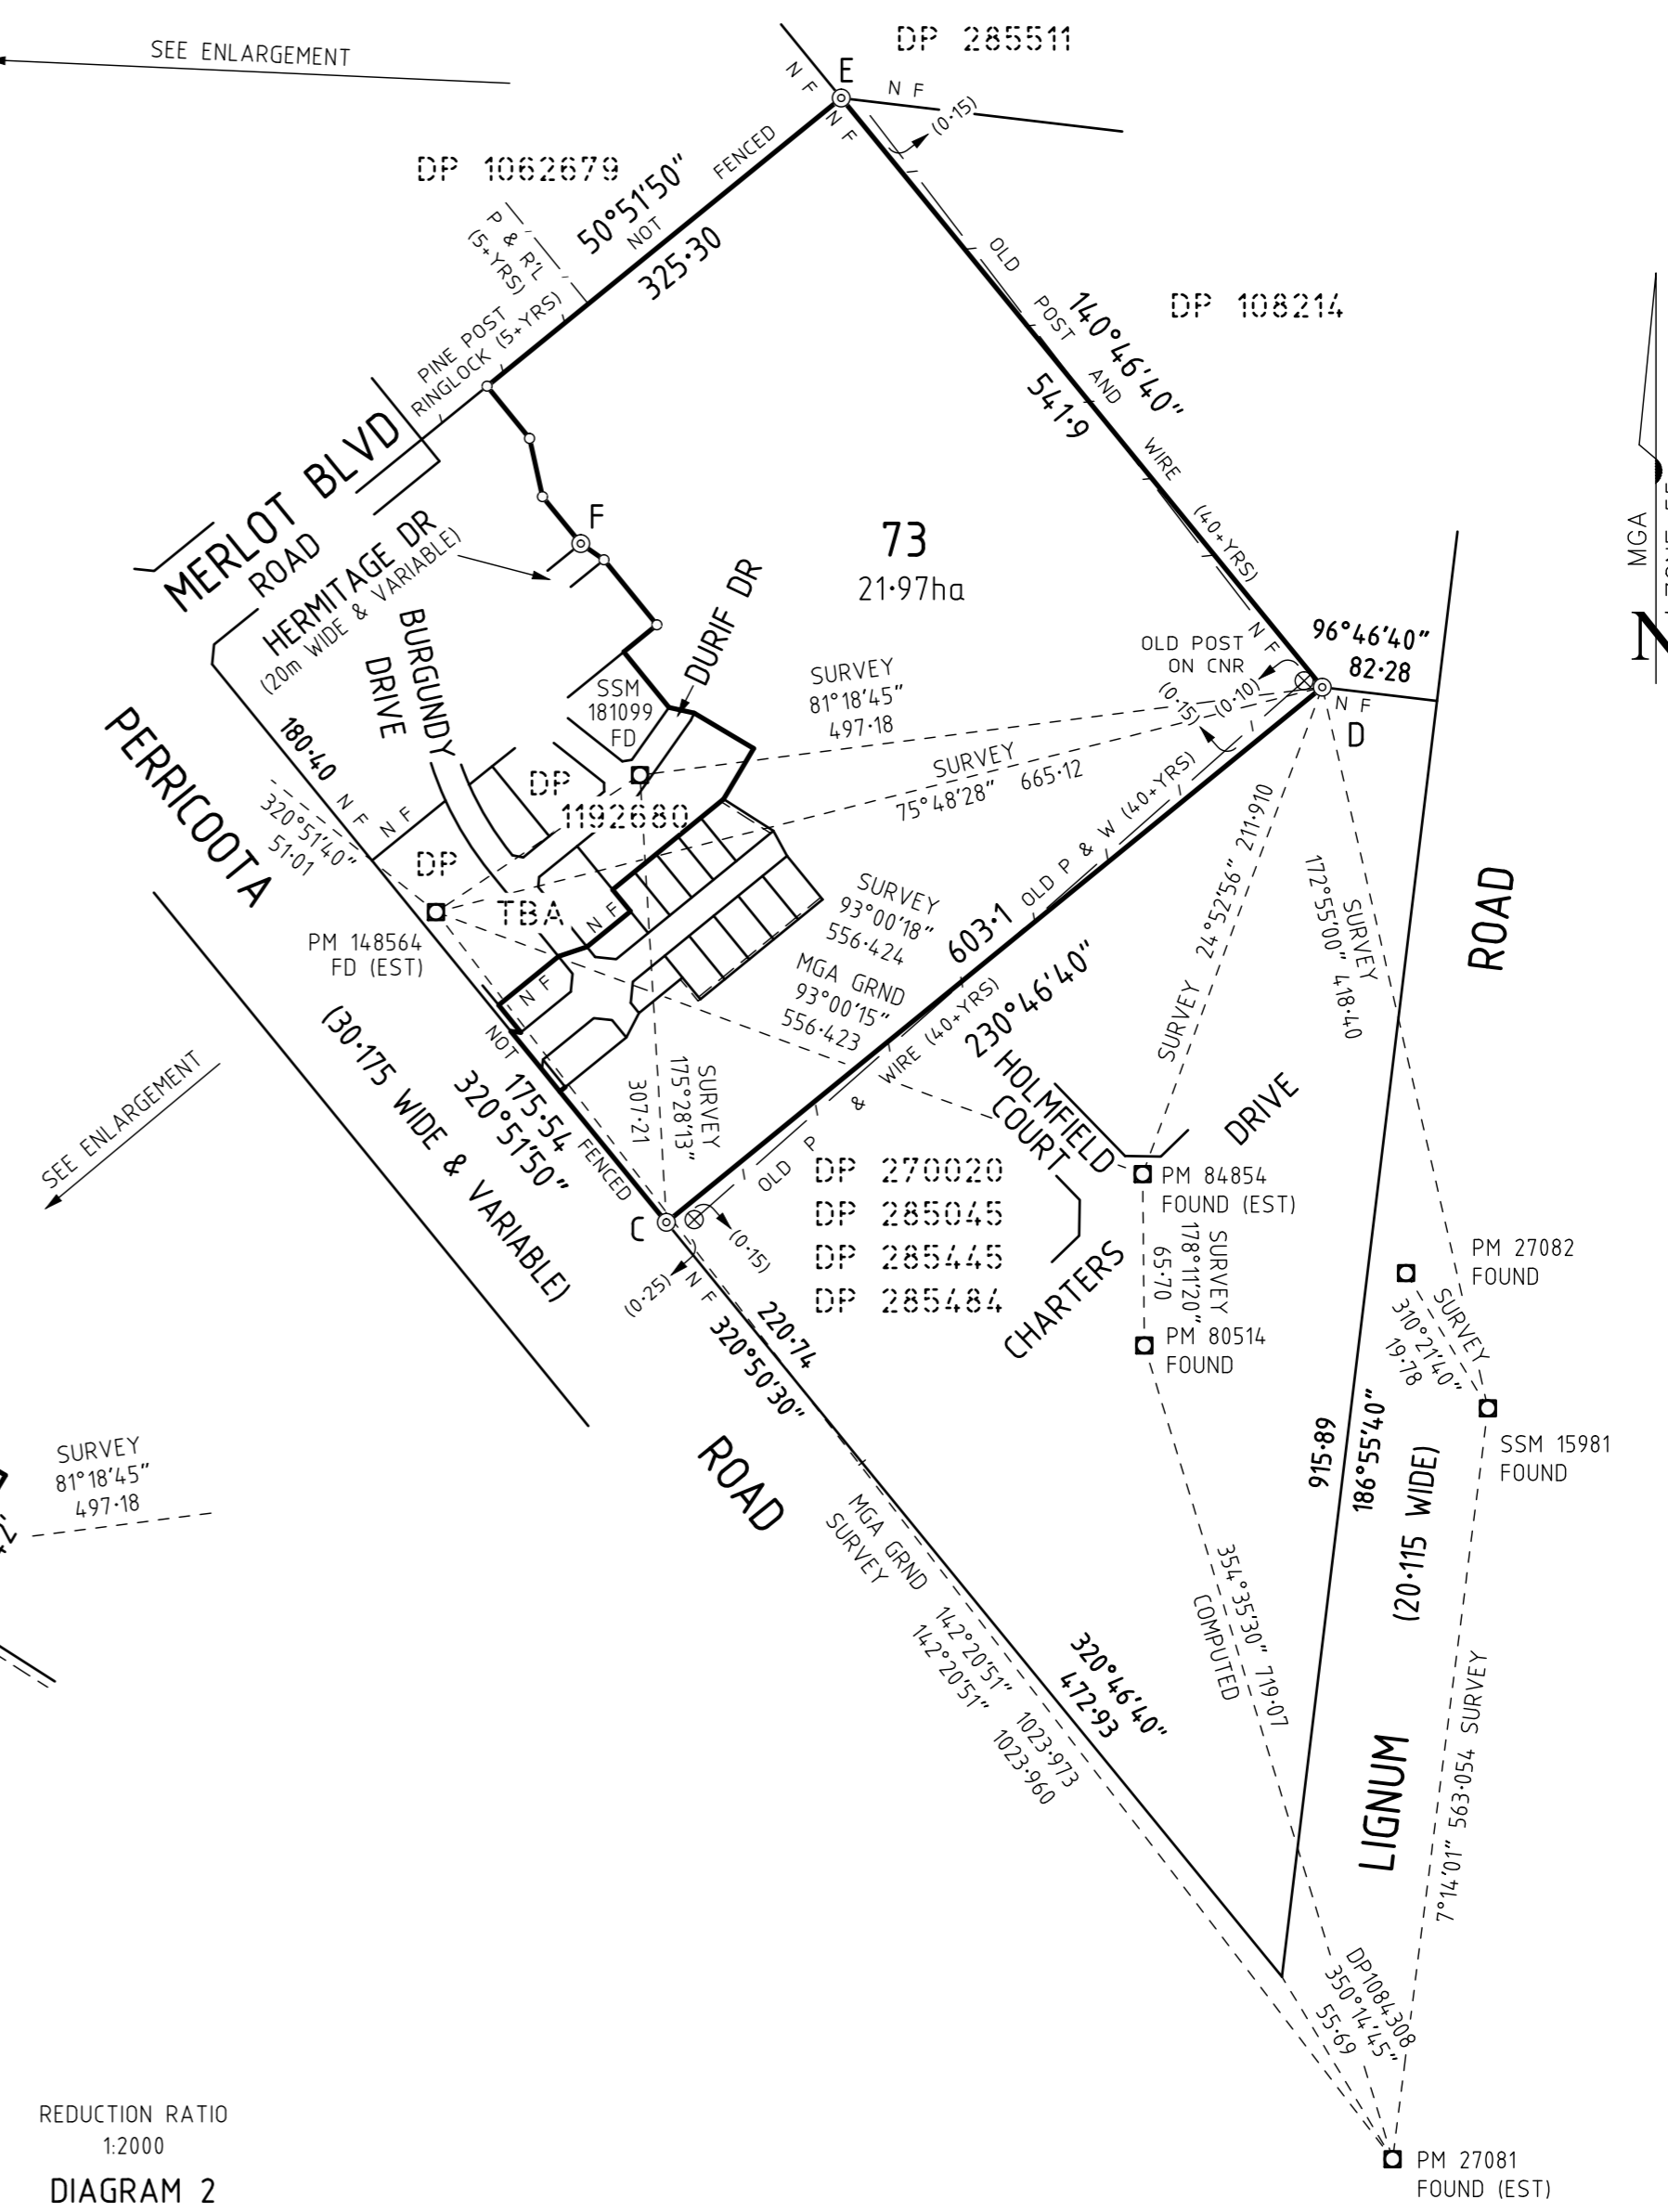 SEE ENLARGEMENT
DP 285511
E
N F
N F
N F
(0·15)
DP 1062679
50°51'50"
NOT FENCED
325·30
P & R'L
(5+YRS)
PINE POST
RINGLOCK (5+YRS)
OLD POST AND WIRE (40+YRS)
140°46'40"
541·9
DP 108214
MGA
N
MERLOT BLVD
ROAD
HERMITAGE DR
(20m WIDE & VARIABLE)
F
73
21·97ha
BURGUNDY
DRIVE
DURIF DR
SSM
181099
FD
SURVEY
81°18'45"
497·18
OLD POST
ON CNR
N F
96°46'40"
82·28
(0·15)
(0·10)
N F
D
PERRICOOTA
180·40
N F
N F
320°51'40"
51·01
DP
1192680
DP
TBA
N F
N F
SURVEY
75°48'28" 665·12
OLD P & W (40+YRS)
SURVEY 24°52'56" 211·910
SURVEY
172°55'00" 418·40
ROAD
PM 148564
FD (EST)
SURVEY
93°00'18"
556·424
MGA GRND
93°00'15"
556·423
603·1
230°46'40"
OLD P & WIRE (40+YRS)
(30·175 WIDE & VARIABLE)
NOT FENCED
175·54
320°51'50"
SURVEY
175°28'13"
307·21
HOLMFIELD
COURT
DRIVE
SEE ENLARGEMENT
C
(0·15)
(0·25)
N F
DP 270020
DP 285045
DP 285445
DP 285484
PM 84854
FOUND (EST)
SURVEY
178°11'20"
65·70
CHARTERS
PM 80514
FOUND
PM 27082
FOUND
SURVEY
310°21'40"
19·78
SSM 15981
FOUND
220·74
320°50'30"
SURVEY
81°18'45"
497·18
ROAD
915·89
186°55'40"
(20·115 WIDE)
MGA GRND 142°20'51" 1023·973
SURVEY 142°20'51" 1023·960
354°35'30" 719·07
COMPUTED
320°46'40"
472·93
LIGNUM
7°14'01" 563·054 SURVEY
DP1084308
350°14'45"
55·69
REDUCTION RATIO
1:2000
DIAGRAM 2
PM 27081
FOUND (EST)